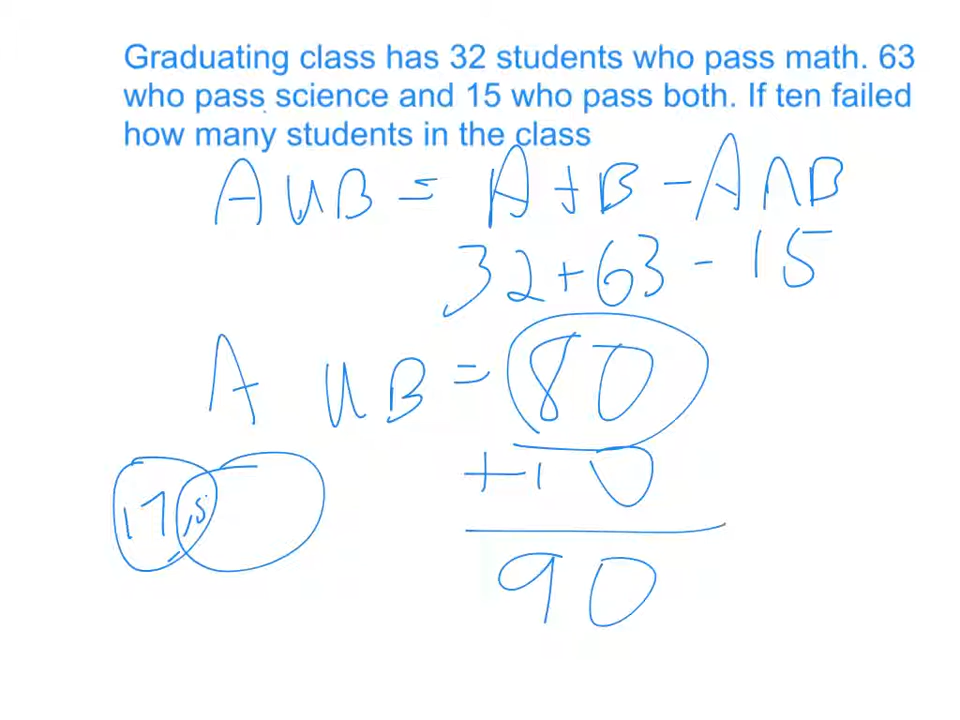 Graduating class has 32 students who pass math. 63
who pass science and 15 who pass both. If ten failed
how many students in the class
A U B = A + B - A ∩ B
32 + 63 - 15
A U B = 80
+10
90
17 15